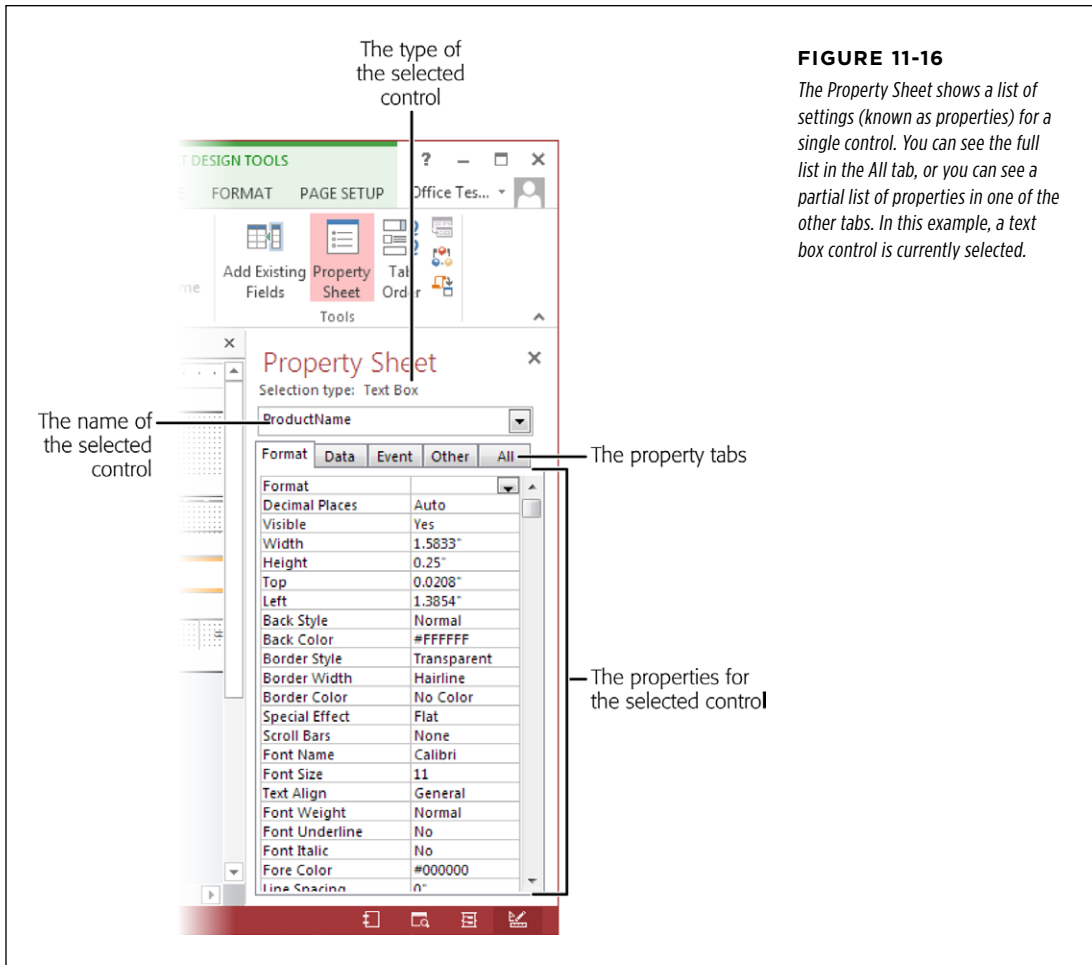 The type of
the selected
control
FIGURE 11-16
The Property Sheet shows a list of
settings (known as properties) for a
single control. You can see the full
list in the All tab, or you can see a
partial list of properties in one of the
other tabs. In this example, a text
box control is currently selected.
DESIGN TOOLS
?
FORMAT PAGE SETUP Office Tes...
Add Existing
Fields
Property
Sheet
Order
Tools
Property Sheet
Selection type: Text Box
The name of
the selected
control
ProductName
Format Data Event Other All
The property tabs
Format
Decimal Places Auto
Visible Yes
Width 1.5833"
Height 0.25"
Top 0.0208"
Left 1.3854"
Back Style Normal
Back Color #FFFFFF
Border Style Transparent
Border Width Hairline
Border Color No Color
Special Effect Flat
Scroll Bars None
Font Name Calibri
Font Size 11
Text Align General
Font Weight Normal
Font Underline No
Font Italic No
Fore Color #000000
Line Spacing 0"
The properties for
the selected control